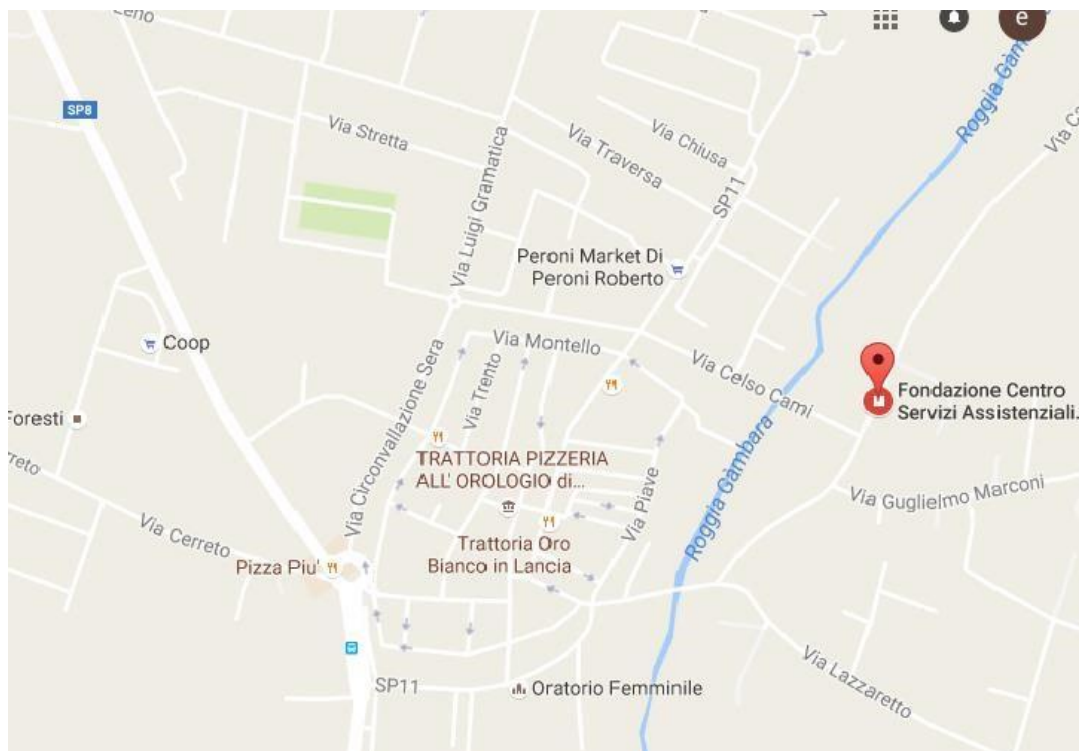 Leno
e
SP8
Roggia Gàmbara
Via Stretta
Via Luigi Gramatica
Via Chiusa
Via Traversa
SP11
Peroni Market Di
Peroni Roberto
Via Montello
Coop
Via Trento
Via Celso Cami
Via Circonvallazione Sera
Fondazione Centro
Servizi Assistenziali.
Foresti
TRATTORIA PIZZERIA
ALL' OROLOGIO di...
Via Piave
Roggia Gàmbara
Via Guglielmo Marconi
Via Cerreto
Trattoria Oro
Bianco in Lancia
Pizza Piu'
Via Lazzaretto
SP11
Oratorio Femminile